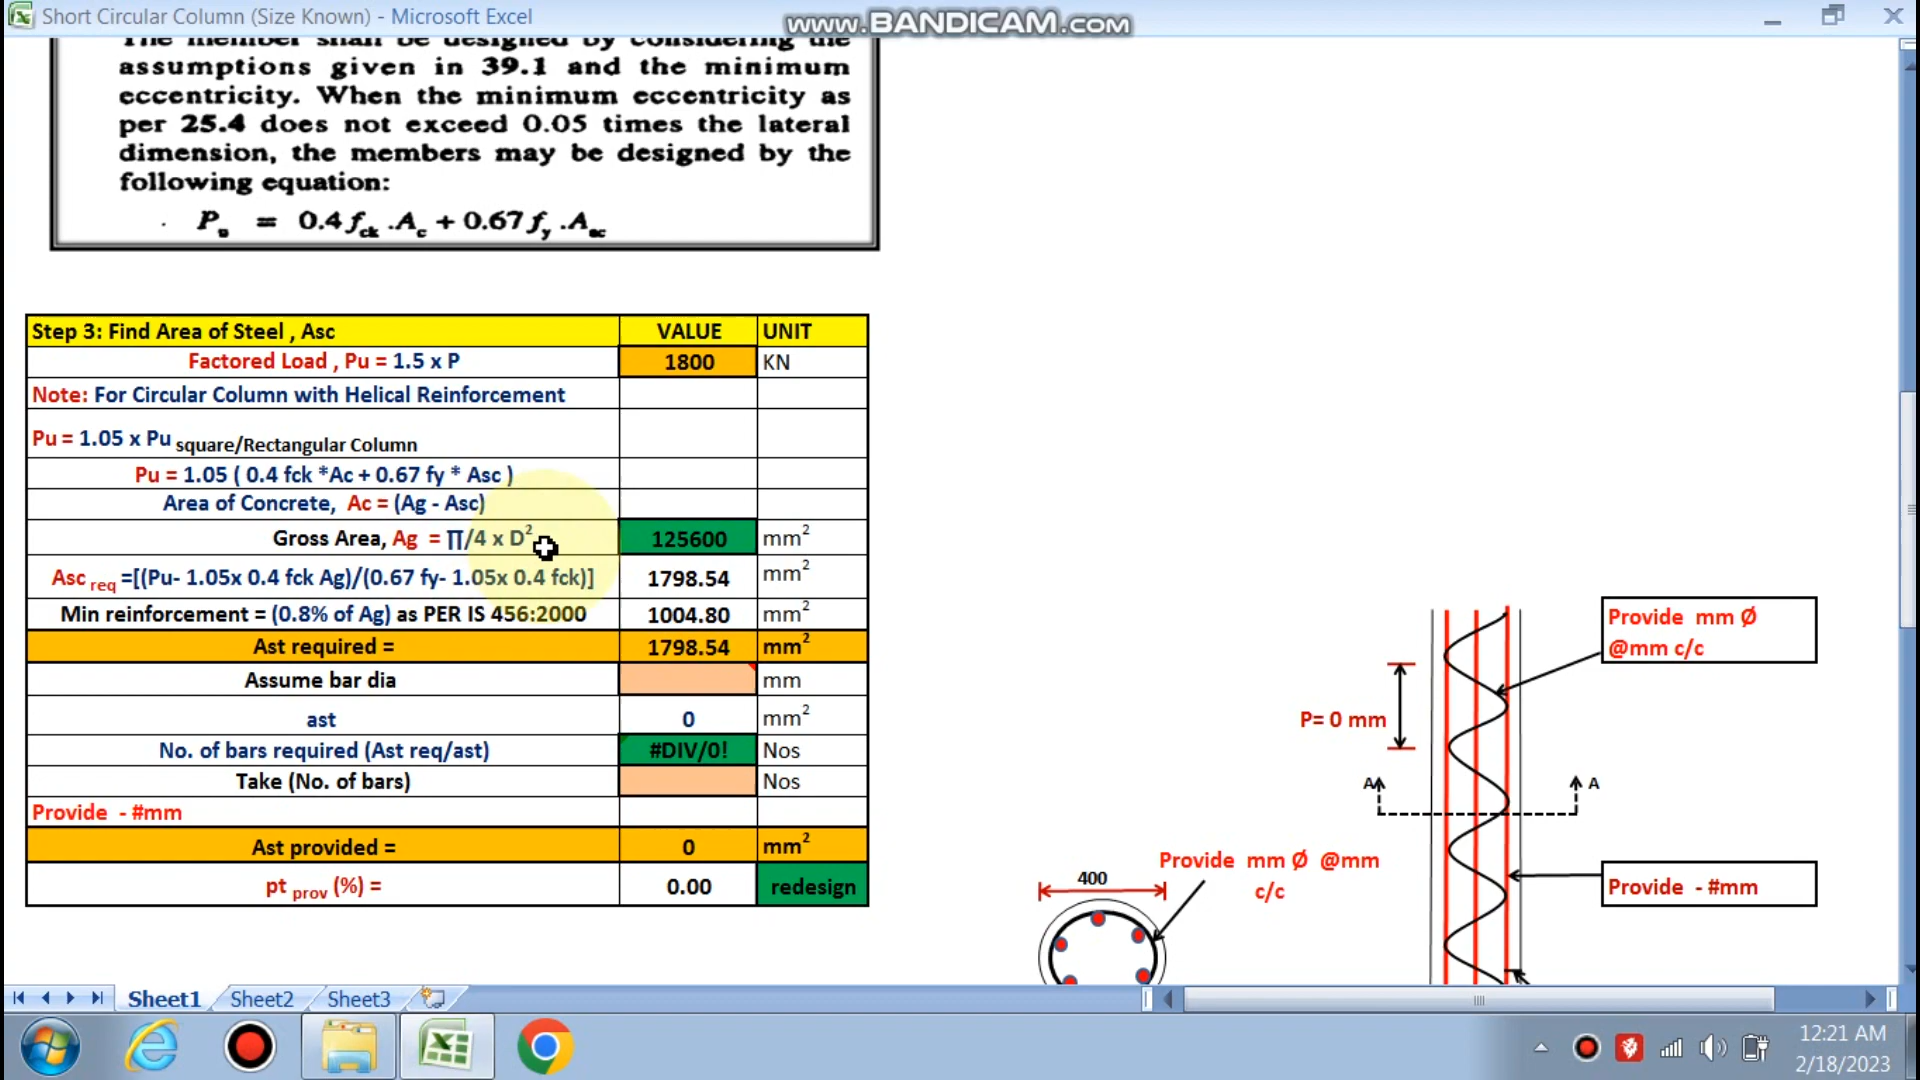 Short Circular Column (Size Known) - Microsoft Excel
www.BANDICAM.com
The member shall be designed by considering the
assumptions given in 39.1 and the minimum
eccentricity. When the minimum eccentricity as
per 25.4 does not exceed 0.05 times the lateral
dimension, the members may be designed by the
following equation:
Pu = 0.4 fck .Ac + 0.67 fy .Asc
Step 3: Find Area of Steel , Asc VALUE UNIT
Factored Load , Pu = 1.5 x P 1800 KN
Note: For Circular Column with Helical Reinforcement
Pu = 1.05 x Pu square/Rectangular Column
Pu = 1.05 ( 0.4 fck *Ac + 0.67 fy * Asc )
Area of Concrete, Ac = (Ag - Asc)
Gross Area, Ag = ∏/4 x D² 125600 mm²
Asc req =[(Pu- 1.05x 0.4 fck Ag)/(0.67 fy- 1.05x 0.4 fck)] 1798.54 mm²
Min reinforcement = (0.8% of Ag) as PER IS 456:2000 1004.80 mm²
Ast required = 1798.54 mm²
Assume bar dia mm
ast 0 mm²
No. of bars required (Ast req/ast) #DIV/0! Nos
Take (No. of bars) Nos
Provide - #mm
Ast provided = 0 mm²
pt prov (%) = 0.00 redesign
Provide mm Ø
@mm c/c
P= 0 mm
A A
Provide mm Ø @mm
c/c
400
Provide - #mm
Sheet1 Sheet2 Sheet3
12:21 AM
2/18/2023